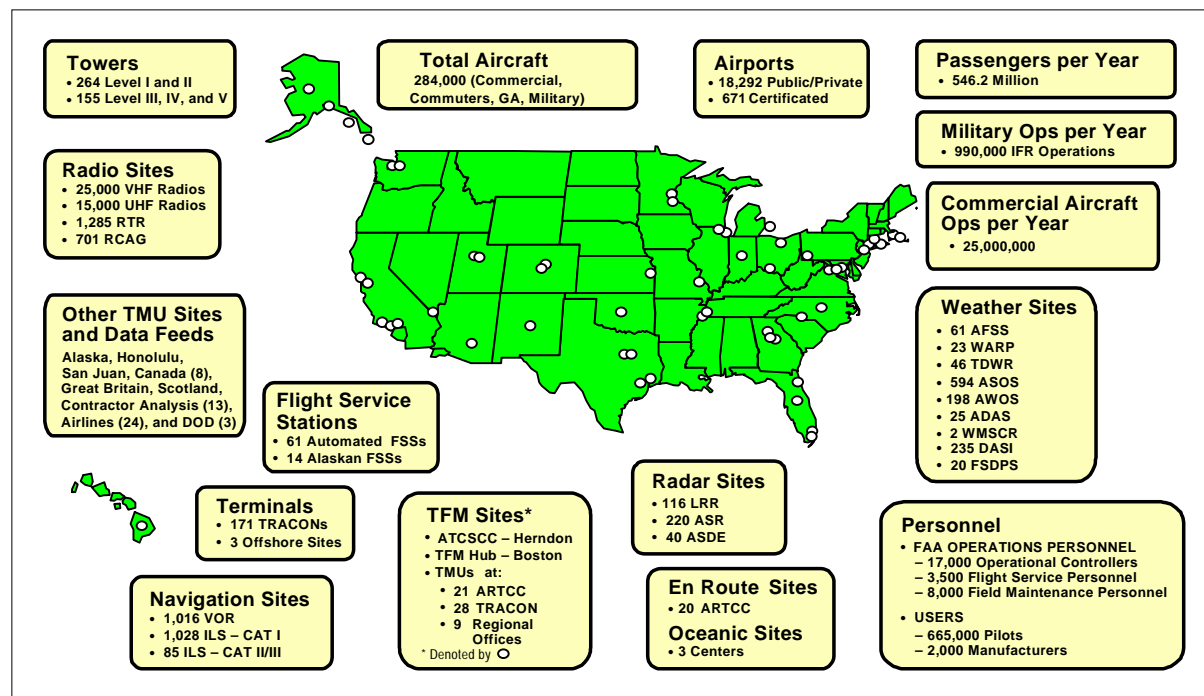 Towers
• 264 Level I and II
• 155 Level III, IV, and V
Total Aircraft
284,000 (Commercial,
Commuters, GA, Military)
Airports
• 18,292 Public/Private
• 671 Certificated
Passengers per Year
• 546.2 Million
Military Ops per Year
• 990,000 IFR Operations
Radio Sites
• 25,000 VHF Radios
• 15,000 UHF Radios
• 1,285 RTR
• 701 RCAG
Commercial Aircraft
Ops per Year
• 25,000,000
Other TMU Sites
and Data Feeds
Alaska, Honolulu,
San Juan, Canada (8),
Great Britain, Scotland,
Contractor Analysis (13),
Airlines (24), and DOD (3)
Weather Sites
• 61 AFSS
• 23 WARP
• 46 TDWR
• 594 ASOS
• 198 AWOS
• 25 ADAS
• 2 WMSCR
• 235 DASI
• 20 FSDPS
Flight Service
Stations
• 61 Automated FSSs
• 14 Alaskan FSSs
Terminals
• 171 TRACONs
• 3 Offshore Sites
TFM Sites*
• ATCSCC – Herndon
• TFM Hub – Boston
• TMUs at:
• 21 ARTCC
• 28 TRACON
• 9 Regional
Offices
* Denoted by
Radar Sites
• 116 LRR
• 220 ASR
• 40 ASDE
Navigation Sites
• 1,016 VOR
• 1,028 ILS – CAT I
• 85 ILS – CAT II/III
En Route Sites
• 20 ARTCC
Oceanic Sites
• 3 Centers
Personnel
• FAA OPERATIONS PERSONNEL
– 17,000 Operational Controllers
– 3,500 Flight Service Personnel
– 8,000 Field Maintenance Personnel
• USERS
– 665,000 Pilots
– 2,000 Manufacturers